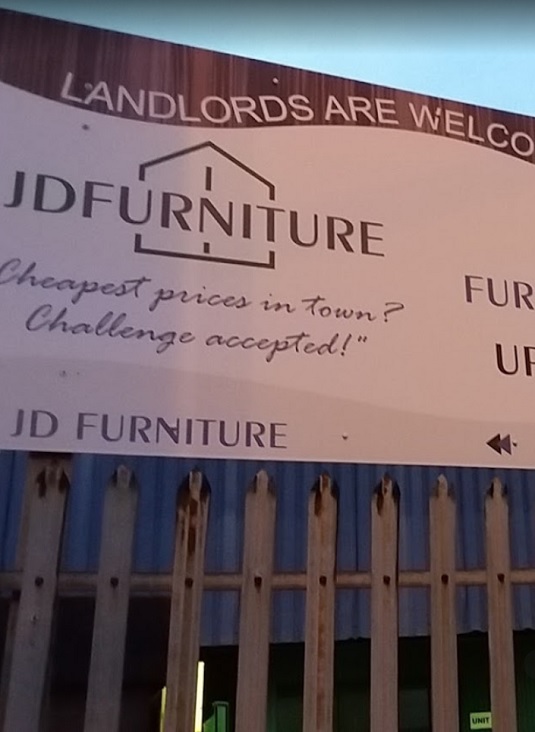 LANDLORDS ARE WELCO
JDFURNITURE
Cheapest prices in town?
Challenge accepted!"
FUR
UP
JD FURNITURE
UNIT